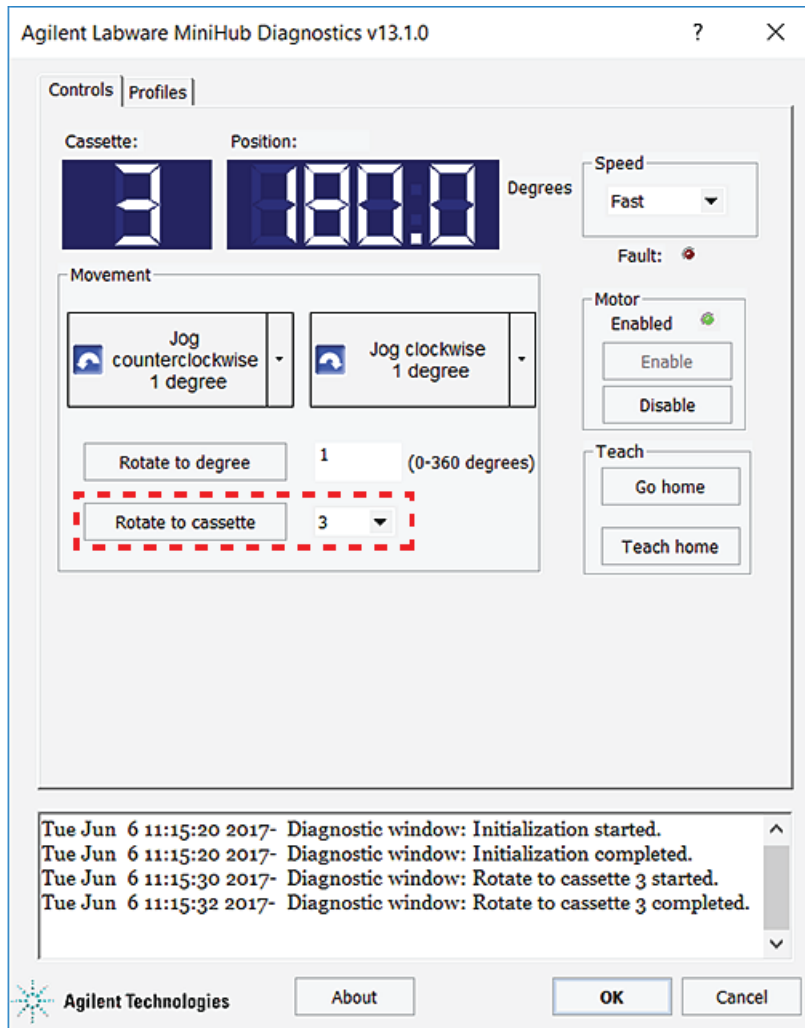 Agilent Labware MiniHub Diagnostics v13.1.0 ?
Controls Profiles
Cassette: Position:
3 180.0 Degrees
Speed
Fast
Fault:
Movement
Jog
counterclockwise
1 degree
Jog clockwise
1 degree
Motor
Enabled
Enable
Disable
Rotate to degree 1 (0-360 degrees)
Rotate to cassette 3
Teach
Go home
Teach home
Tue Jun 6 11:15:20 2017- Diagnostic window: Initialization started.
Tue Jun 6 11:15:20 2017- Diagnostic window: Initialization completed.
Tue Jun 6 11:15:30 2017- Diagnostic window: Rotate to cassette 3 started.
Tue Jun 6 11:15:32 2017- Diagnostic window: Rotate to cassette 3 completed.
Agilent Technologies About OK Cancel